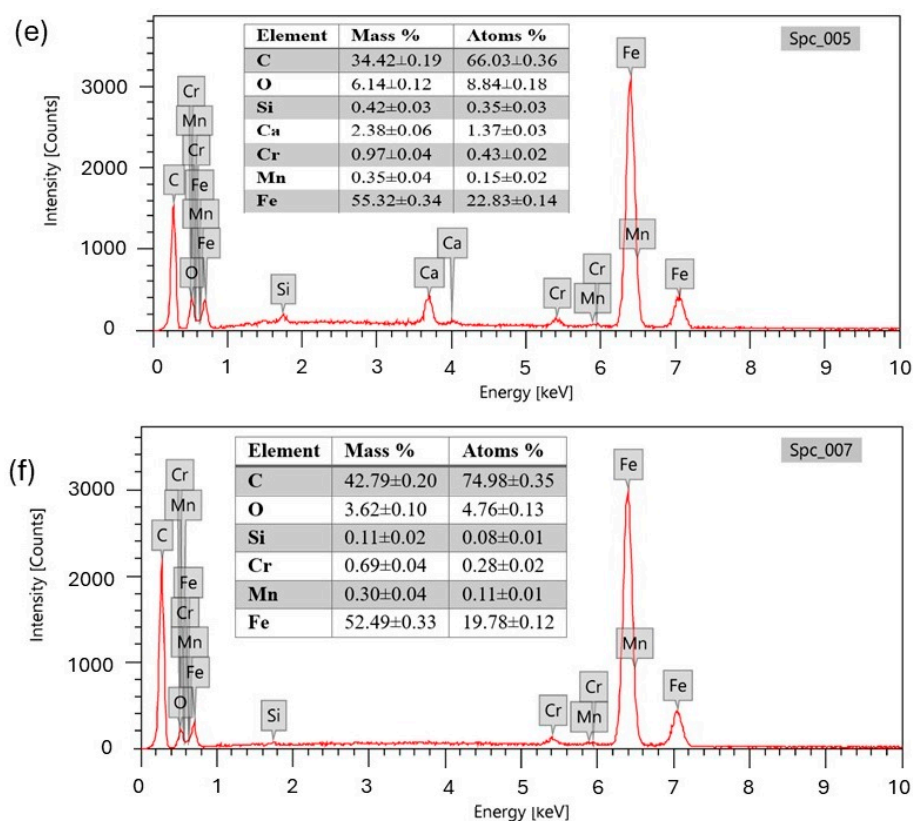 (e)
Spc_005
Element Mass % Atoms %
C 34.42⊥0.19 66.03⊥0.36
O 6.14⊥0.12 8.84⊥0.18
Si 0.42±0.03 0.35±0.03
Ca 2.38±0.06 1.37±0.03
Cr 0.97⊥0.04 0.43⊥0.02
Mn 0.35±0.04 0.15±0.02
Fe 55.32±0.34 22.83±0.14
Intensity [Counts]
3000
2000
1000
0
Cr
Mn
Cr
C
Fe
Mn
Fe
O
Si
Ca
Ca
Cr
Cr
Mn
Fe
Mn
Fe
0 1 2 3 4 5 6 7 8 9 10
Energy [keV]
(f)
Spc_007
Element Mass % Atoms %
C 42.79±0.20 74.98±0.35
O 3.62±0.10 4.76±0.13
Si 0.11±0.02 0.08±0.01
Cr 0.69±0.04 0.28±0.02
Mn 0.30±0.04 0.11±0.01
Fe 52.49±0.33 19.78±0.12
Intensity [Counts]
3000
2000
1000
0
Cr
Mn
C
Fe
Cr
Mn
Fe
O
Si
Cr
Cr
Mn
Fe
Mn
Fe
0 1 2 3 4 5 6 7 8 9 10
Energy [keV]